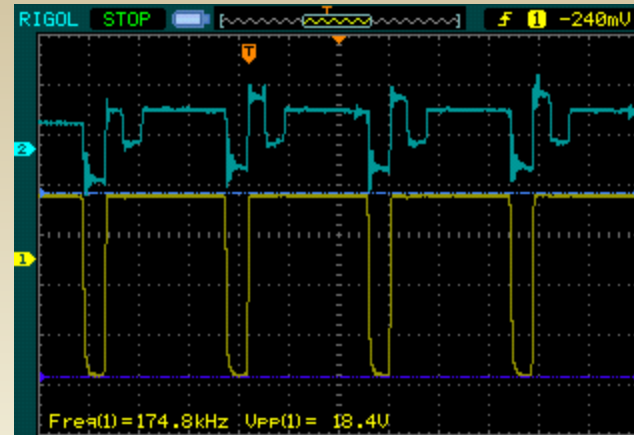 RIGOL STOP T f 1 -240mV
T
2
1
Freq(1)=174.8kHz Vpp(1)= 18.4V